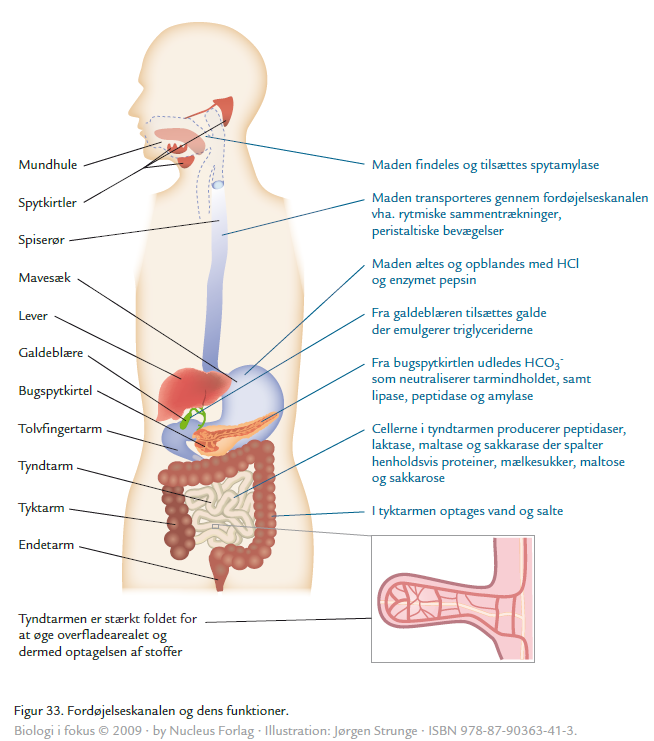 Mundhule
Spytkirtler
Spiserør
Mavesæk
Lever
Galdeblære
Bugspytkirtel
Tolvfingertarm
Tyndtarm
Tyktarm
Endetarm
Tyndtarmen er stærkt foldet for
at øge overfladearealet og
dermed optagelsen af stoffer
Maden findeles og tilsættes spytamylase
Maden transporteres gennem fordøjelseskanalen
vha. rytmiske sammentrækninger,
peristaltiske bevægelser
Maden æltes og opblandes med HCl
og enzymet pepsin
Fra galdeblæren tilsættes galde
der emulgerer triglyceriderne
Fra bugspytkirtlen udledes HCO₃⁻
som neutraliserer tarmindholdet, samt
lipase, peptidase og amylase
Cellerne i tyndtarmen producerer peptidaser,
laktase, maltase og sakkarase der spalter
henholdsvis proteiner, mælkesukker, maltose
og sakkarose
I tyktarmen optages vand og salte
Figur 33. Fordøjelseskanalen og dens funktioner.
Biologi i fokus © 2009 · by Nucleus Forlag · Illustration: Jørgen Strunge · ISBN 978-87-90363-41-3.